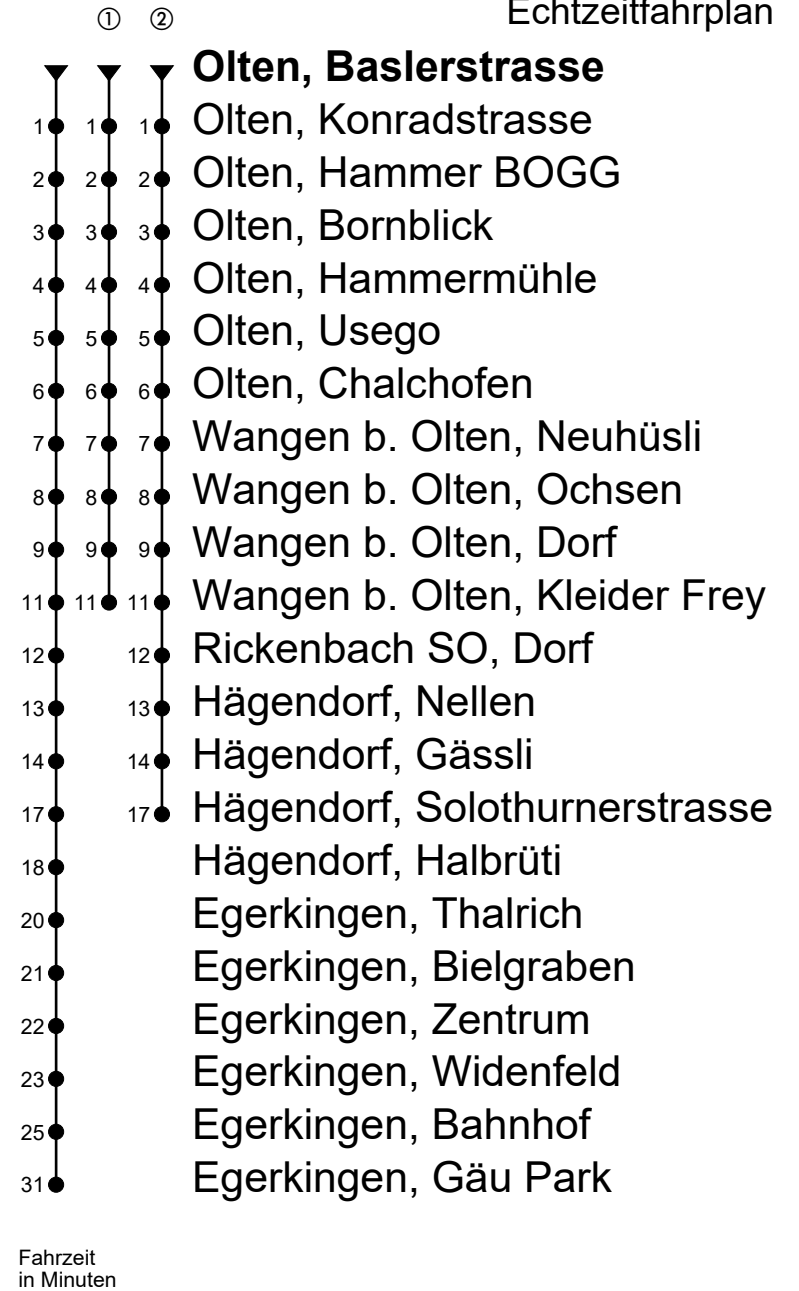 Echtzeitfahrplan
① ②
Olten, Baslerstrasse
1 1 1 Olten, Konradstrasse
2 2 2 Olten, Hammer BOGG
3 3 3 Olten, Bornblick
4 4 4 Olten, Hammermühle
5 5 5 Olten, Usego
6 6 6 Olten, Chalchofen
7 7 7 Wangen b. Olten, Neuhüsli
8 8 8 Wangen b. Olten, Ochsen
9 9 9 Wangen b. Olten, Dorf
11 11 11 Wangen b. Olten, Kleider Frey
12 12 Rickenbach SO, Dorf
13 13 Hägendorf, Nellen
14 14 Hägendorf, Gässli
17 17 Hägendorf, Solothurnerstrasse
18 Hägendorf, Halbrüti
20 Egerkingen, Thalrich
21 Egerkingen, Bielgraben
22 Egerkingen, Zentrum
23 Egerkingen, Widenfeld
25 Egerkingen, Bahnhof
31 Egerkingen, Gäu Park
Fahrzeit
in Minuten